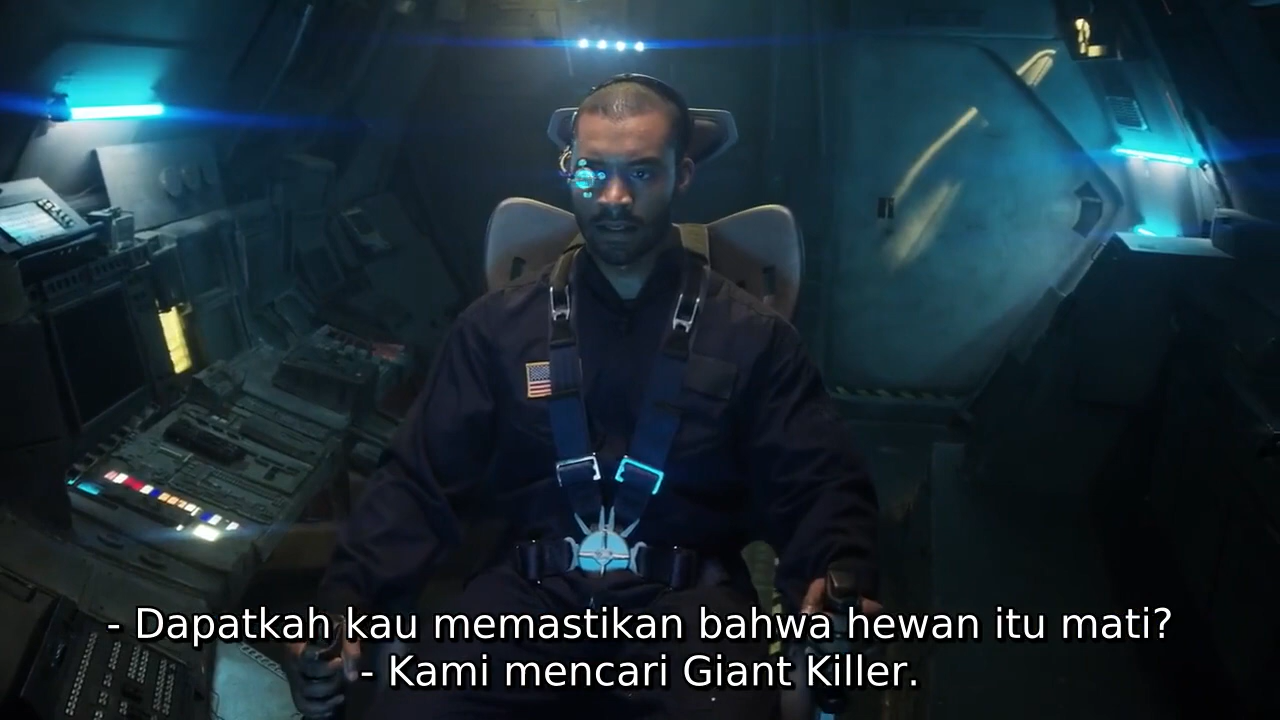 - Dapatkah kau memastikan bahwa hewan itu mati?
- Kami mencari Giant Killer.